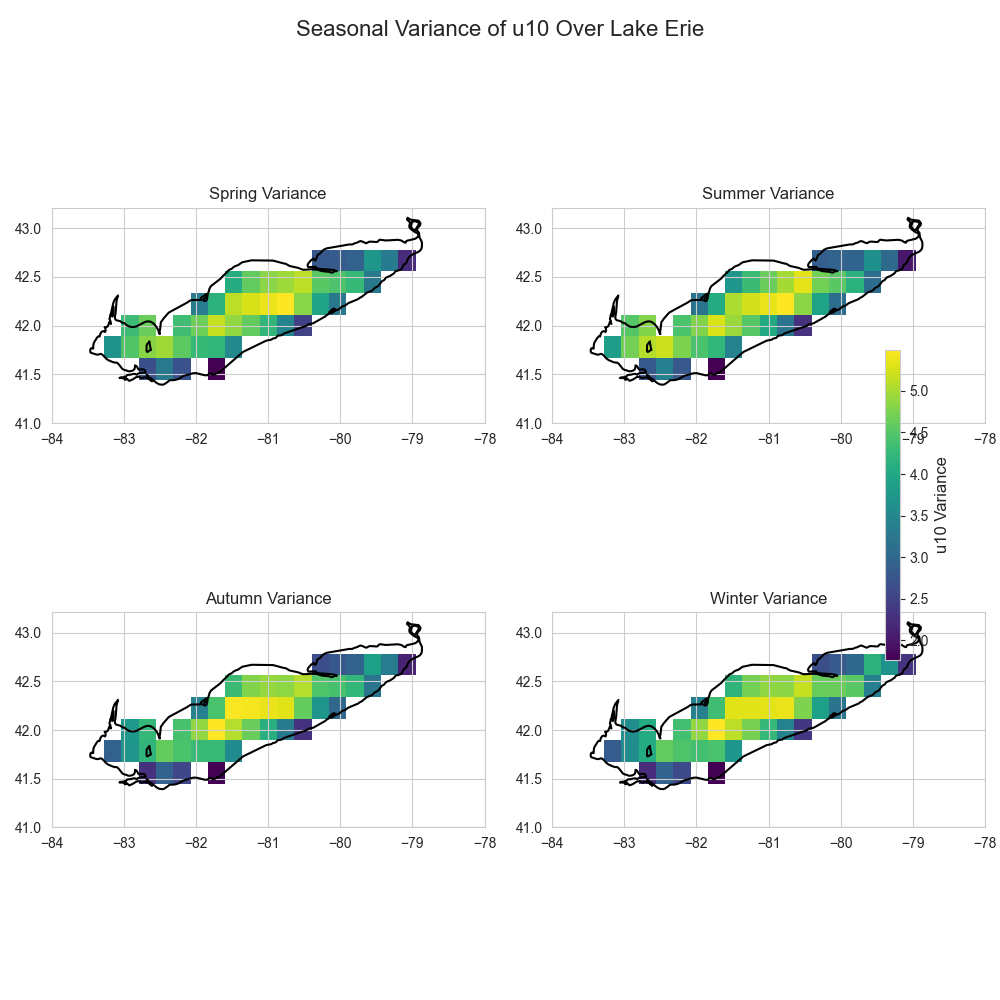 Seasonal Variance of u10 Over Lake Erie
Spring Variance
43.0
42.5
42.0
41.5
41.0
−84 −83 −82 −81 −80 −79 −78
Summer Variance
43.0
42.5
42.0
41.5
41.0
−84 −83 −82 −81 −80 −79 −78
5.0
4.5
4.0
3.5
3.0
2.5
2.0
u10 Variance
Autumn Variance
43.0
42.5
42.0
41.5
41.0
−84 −83 −82 −81 −80 −79 −78
Winter Variance
43.0
42.5
42.0
41.5
41.0
−84 −83 −82 −81 −80 −79 −78